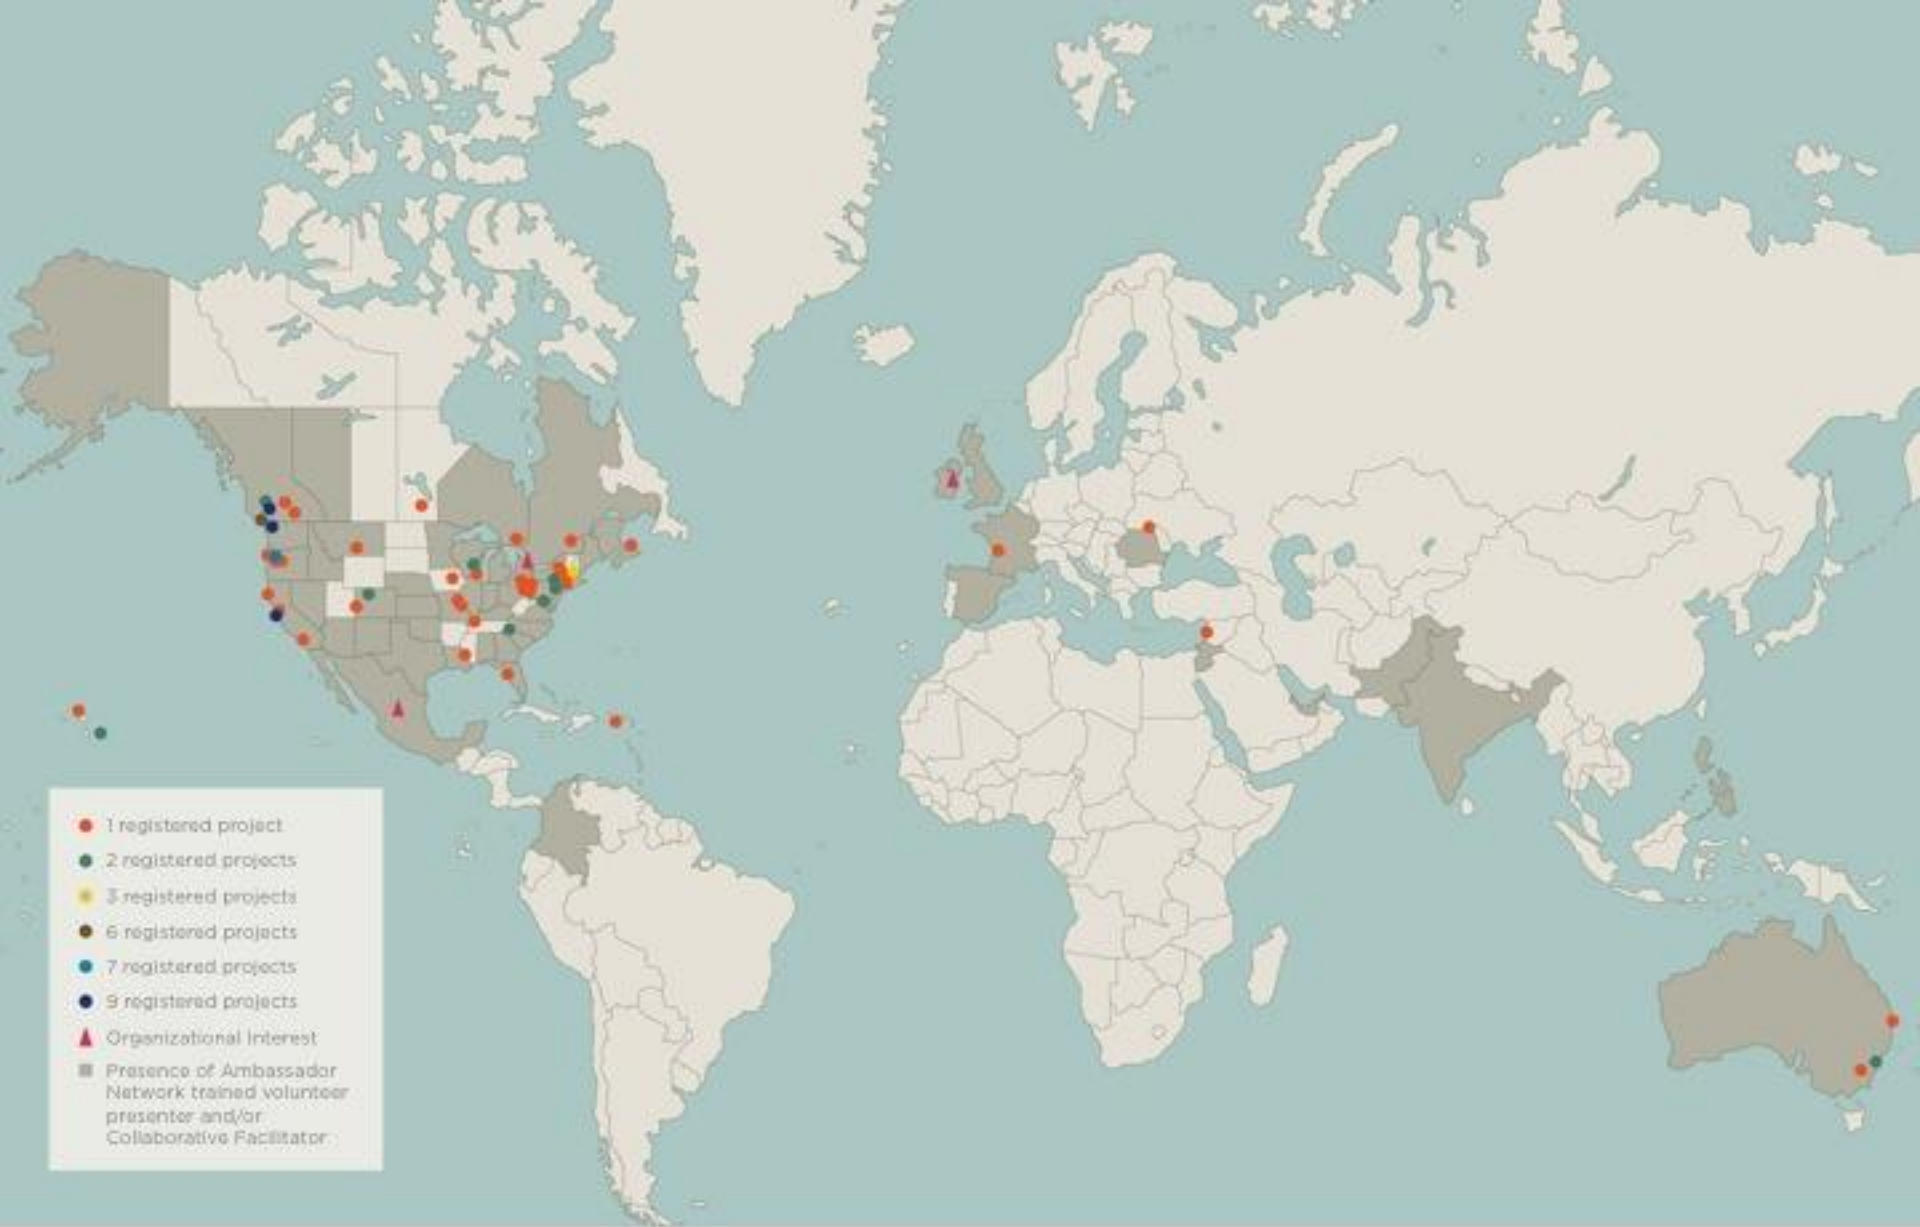 1 registered project
2 registered projects
3 registered projects
6 registered projects
7 registered projects
9 registered projects
Organizational Interest
Presence of Ambassador
Network trained volunteer
presenter and/or
Collaborative Facilitator